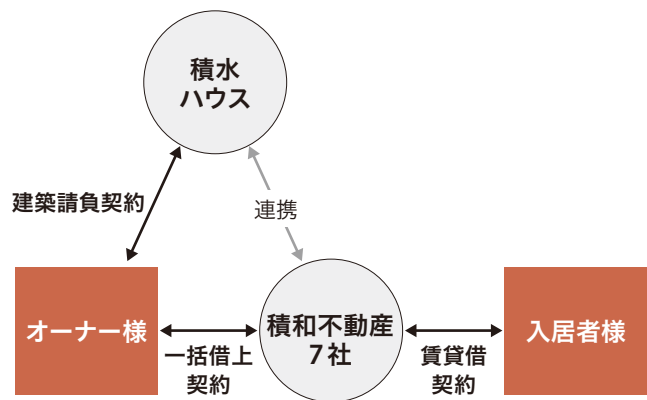 積水
ハウス
建築請負契約
連携
オーナー様
一括借上
契約
積和不動産
7社
賃貸借
契約
入居者様